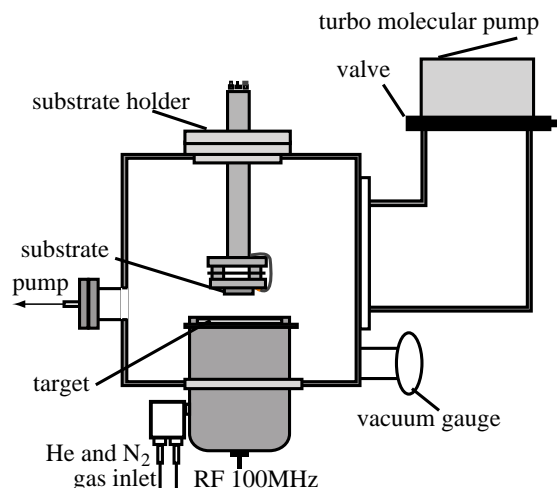 turbo molecular pump
valve
substrate holder
substrate
pump
target
vacuum gauge
He and N₂
gas inlet
RF 100MHz